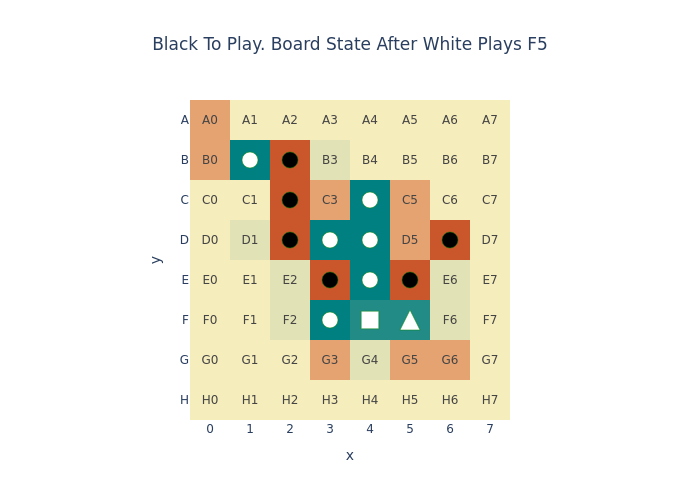 Black To Play. Board State After White Plays F5
A A0 A1 A2 A3 A4 A5 A6 A7
B B0 B3 B4 B5 B6 B7
C C0 C1 C3 C5 C6 C7
D D0 D1 D5 D7
y
E E0 E1 E2 E6 E7
F F0 F1 F2 F6 F7
G G0 G1 G2 G3 G4 G5 G6 G7
H H0 H1 H2 H3 H4 H5 H6 H7
0 1 2 3 4 5 6 7
x